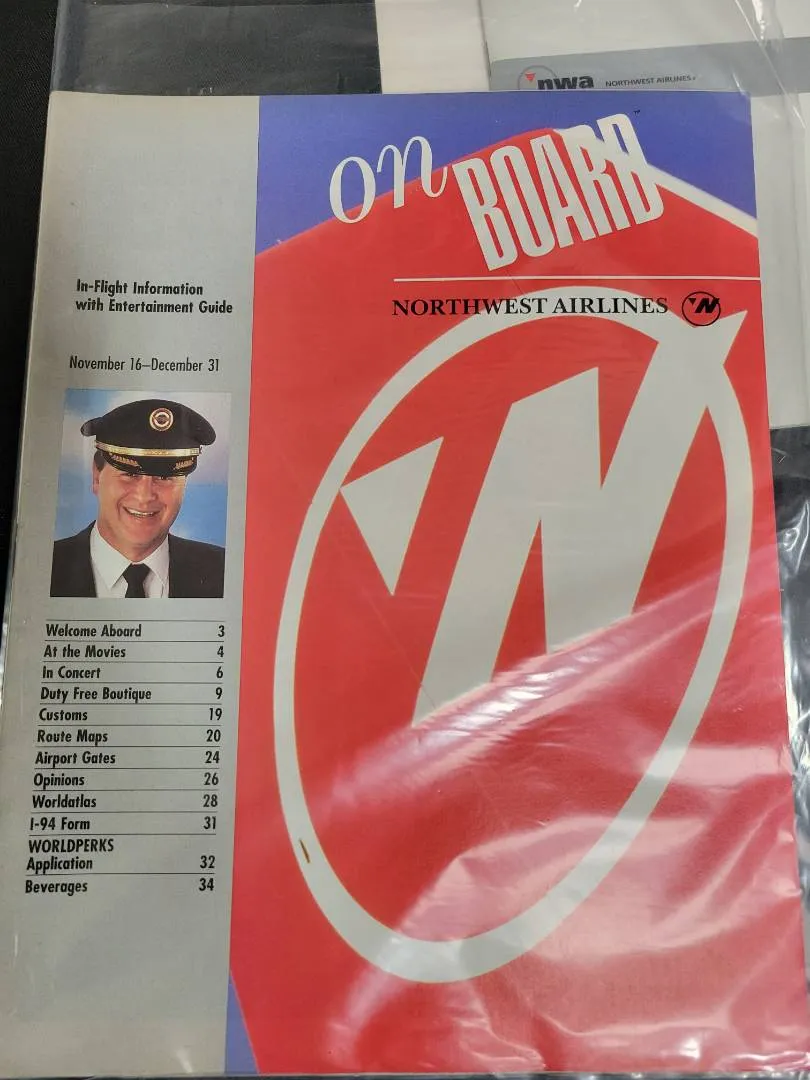 nwa NORTHWEST AIRLINES
on BOARD™
In-Flight Information
with Entertainment Guide
NORTHWEST AIRLINES
November 16–December 31
Welcome Aboard 3
At the Movies 4
In Concert 6
Duty Free Boutique 9
Customs 19
Route Maps 20
Airport Gates 24
Opinions 26
Worldatlas 28
I-94 Form 31
WORLDPERKS
Application 32
Beverages 34